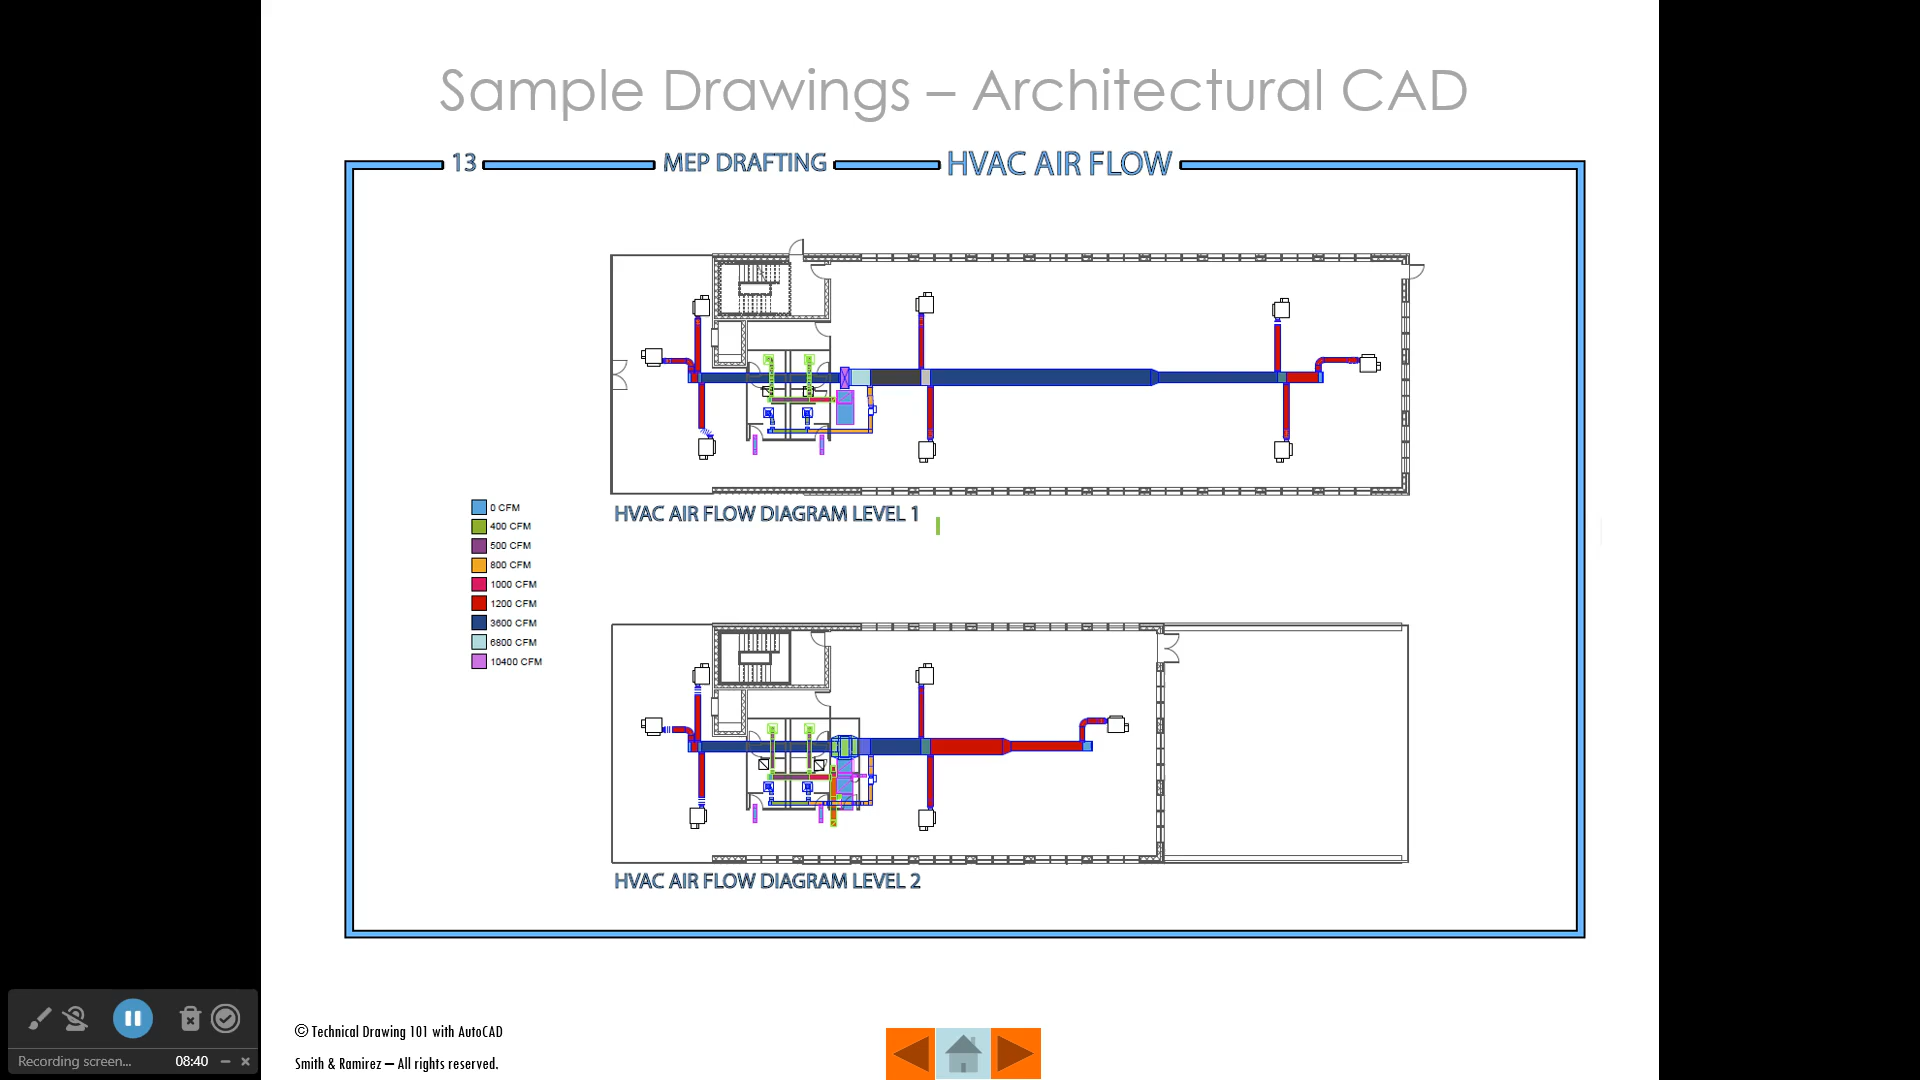 Sample Drawings – Architectural CAD
13 MEP DRAFTING HVAC AIR FLOW
HVAC AIR FLOW DIAGRAM LEVEL 1
0 CFM
400 CFM
500 CFM
800 CFM
1000 CFM
1200 CFM
3600 CFM
6800 CFM
10400 CFM
HVAC AIR FLOW DIAGRAM LEVEL 2
© Technical Drawing 101 with AutoCAD
Smith & Ramirez – All rights reserved.
Recording screen... 08:40